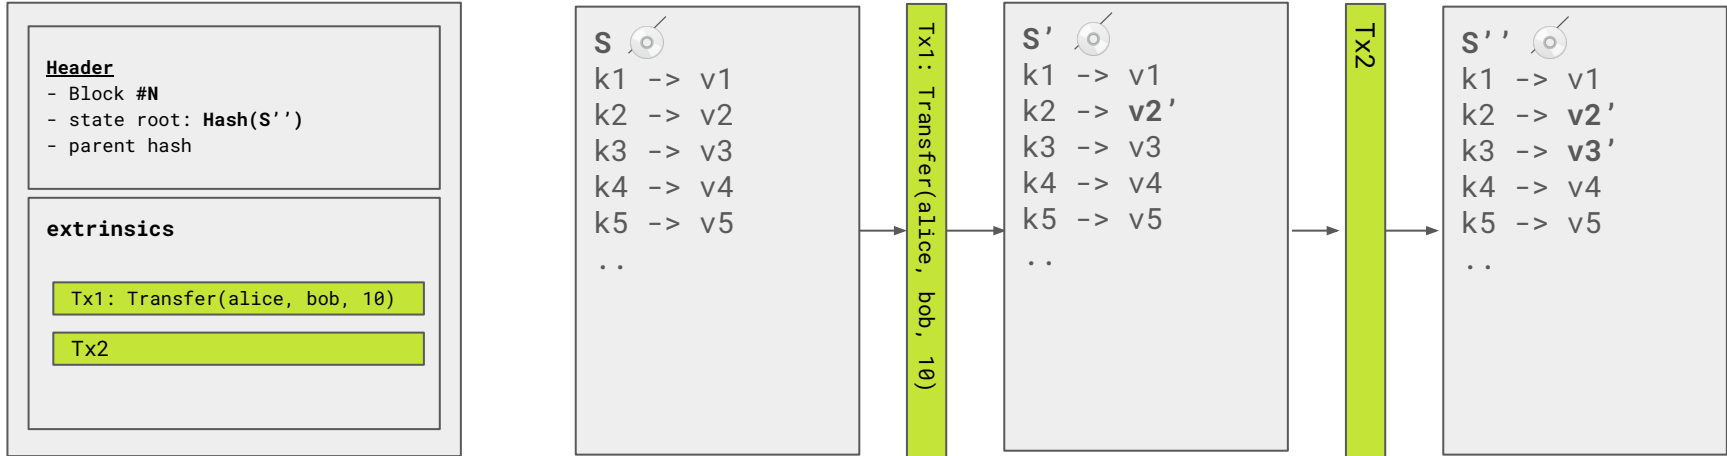 Header
- Block #N
- state root: Hash(S'')
- parent hash
extrinsics
Tx1: Transfer(alice, bob, 10)
Tx2
S
k1 -> v1
k2 -> v2
k3 -> v3
k4 -> v4
k5 -> v5
..
Tx1: Transfer(alice, bob, 10)
S'
k1 -> v1
k2 -> v2'
k3 -> v3
k4 -> v4
k5 -> v5
..
Tx2
S''
k1 -> v1
k2 -> v2'
k3 -> v3'
k4 -> v4
k5 -> v5
..